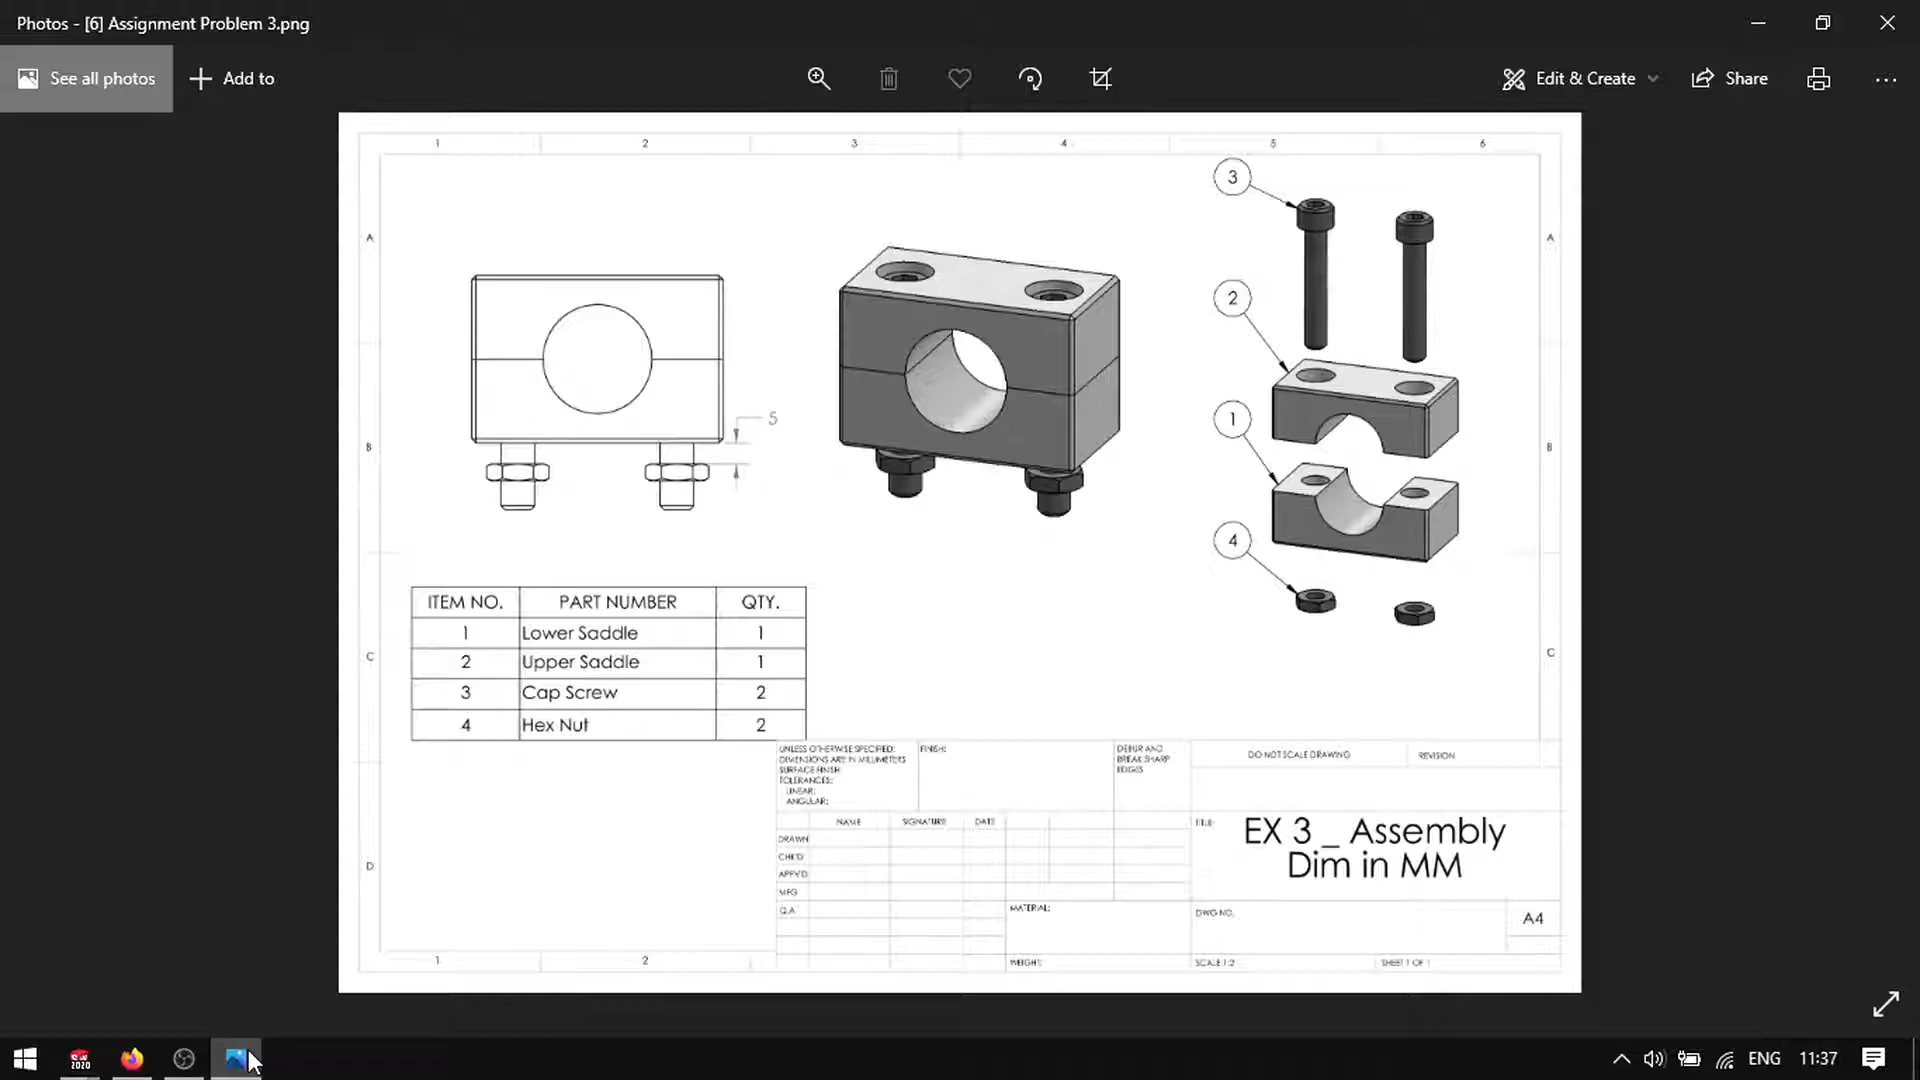 Photos - [6] Assignment Problem 3.png
See all photos
Add to
Edit & Create
Share
1 2 3 4 5 6
A A
B B
C C
D
3
2
1
4
5
ITEM NO. PART NUMBER QTY.
1 Lower Saddle 1
2 Upper Saddle 1
3 Cap Screw 2
4 Hex Nut 2
UNLESS OTHERWISE SPECIFIED:
DIMENSIONS ARE IN MILLIMETERS
SURFACE FINISH:
TOLERANCES:
LINEAR:
ANGULAR:
FINISH:
DEBUR AND
BREAK SHARP
EDGES
DO NOT SCALE DRAWING
REVISION
NAME SIGNATURE DATE
DRAWN
CHK'D
APPV'D
MFG
Q.A
TITLE:
EX 3 _ Assembly
Dim in MM
MATERIAL:
DWG NO.
A4
WEIGHT:
SCALE:1:2
SHEET 1 OF 1
1 2
SW
2020
ENG 11:37